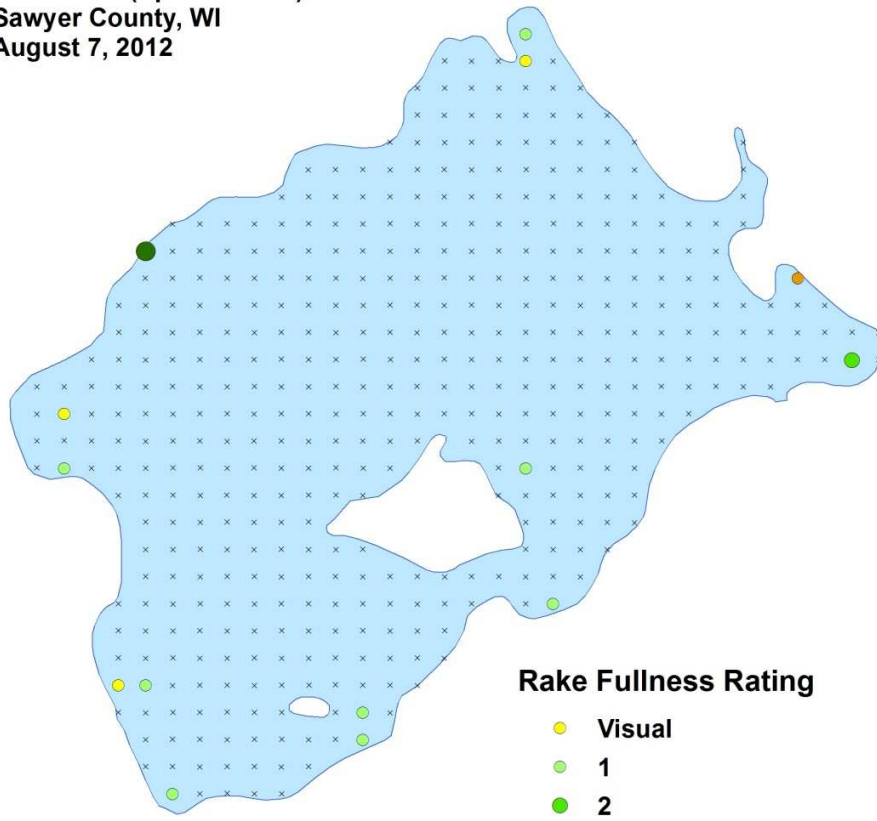 Sawyer County, WI
August 7, 2012
Rake Fullness Rating
Visual
1
2